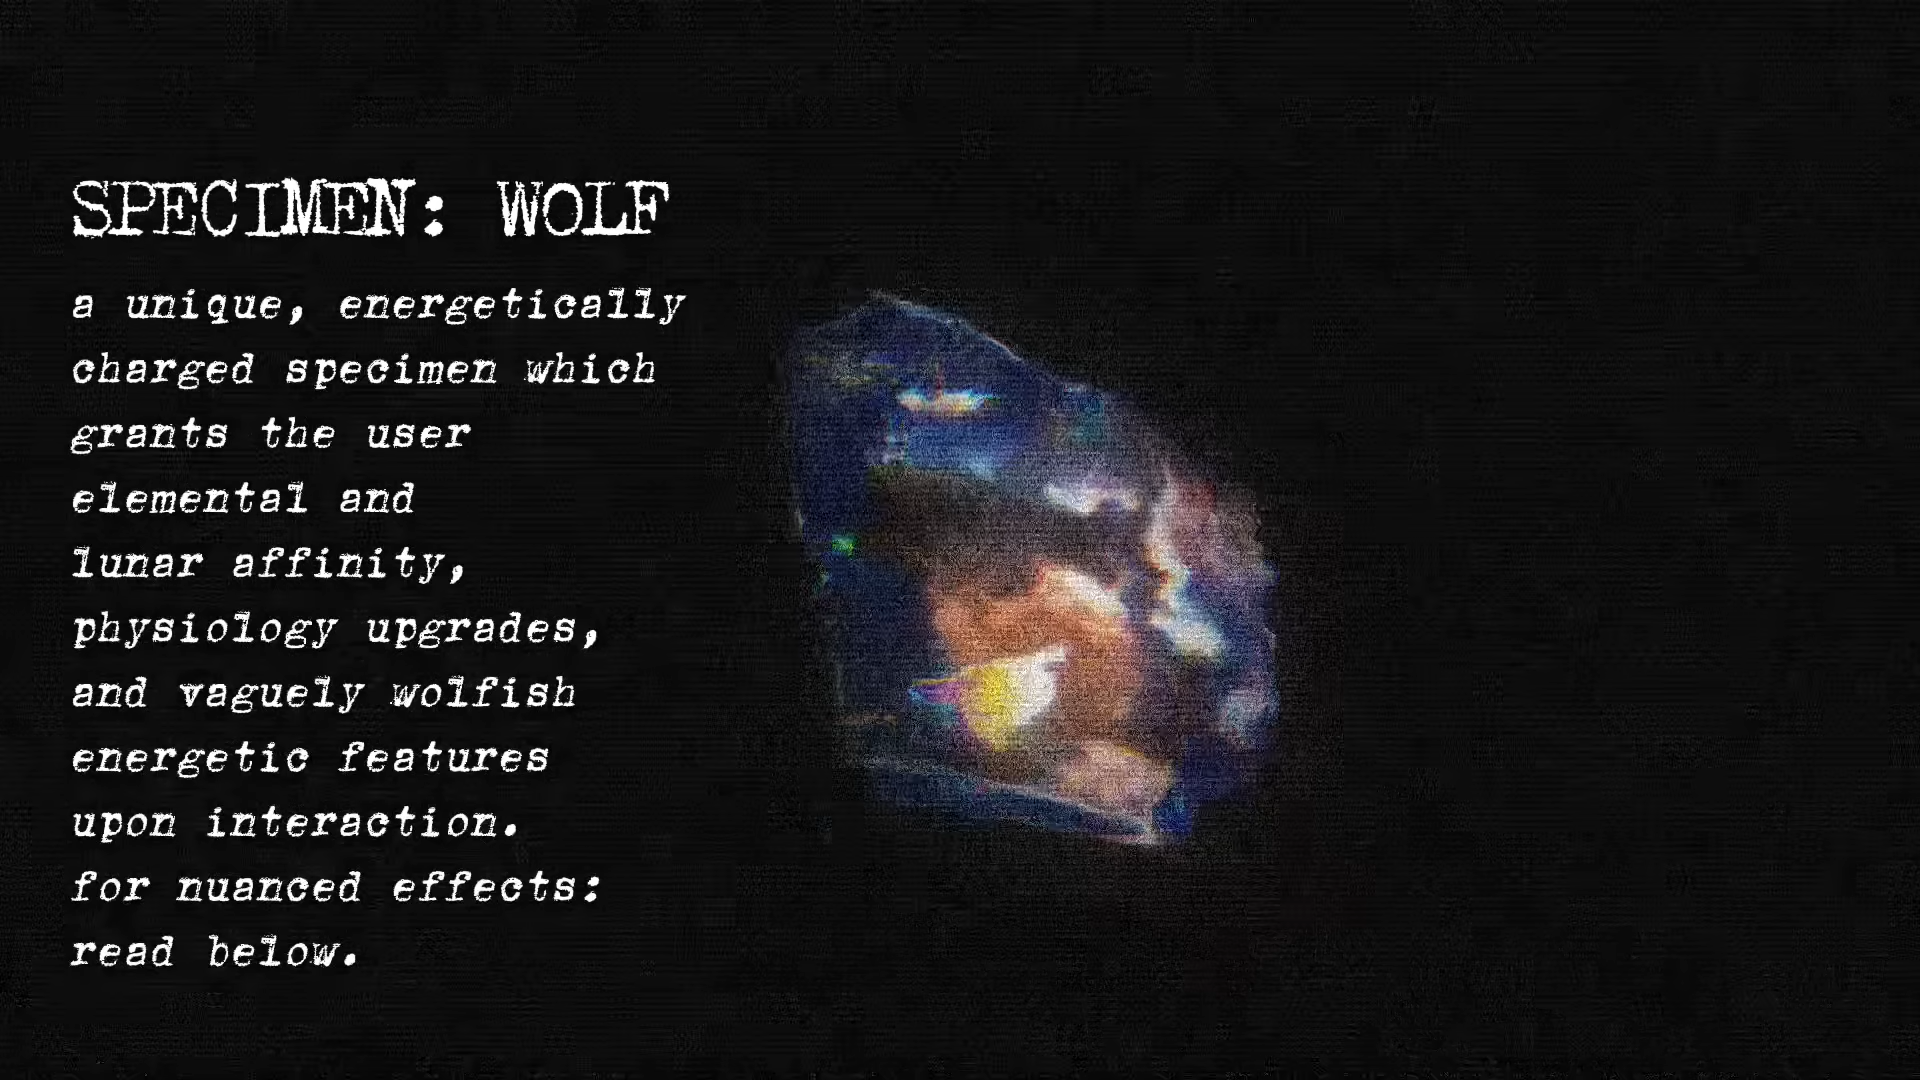 SPECIMEN: WOLF
a unique, energetically
charged specimen which
grants the user
elemental and
lunar affinity,
physiology upgrades,
and vaguely wolfish
energetic features
upon interaction.
for nuanced effects:
read below.